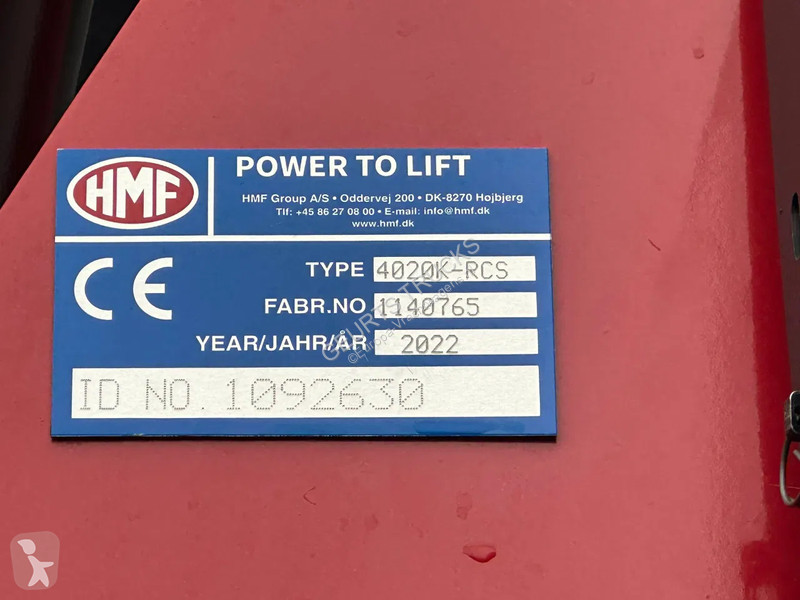 HMF
POWER TO LIFT
HMF Group A/S • Oddervej 200 • DK-8270 Højbjerg
Tlf: +45 86 27 08 00 • E-mail: info@hmf.dk
www.hmf.dk
CE
TYPE 4020K-RCS
FABR.NO 1140765
YEAR/JAHR/ÅR 2022
ID NO. 1092630
GEURTS TRUCKS